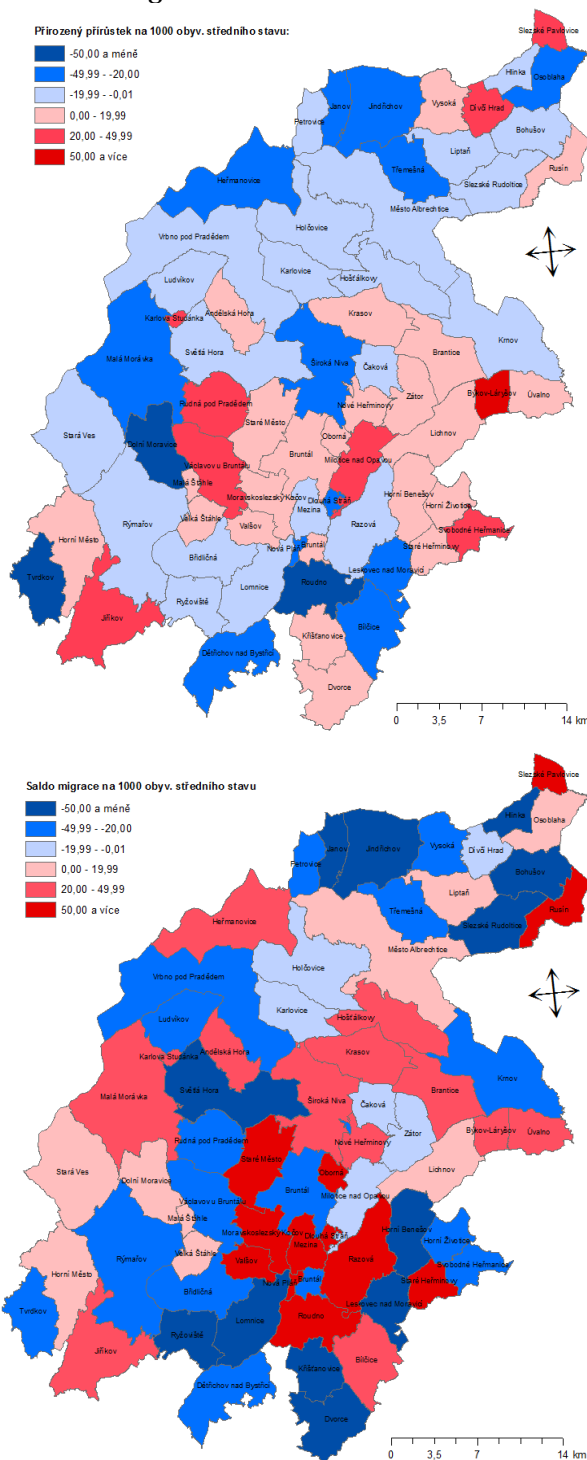 Přirozený přírůstek na 1000 obyv. středního stavu:
-50,00 a méně
-49,99 - -20,00
-19,99 - -0,01
0,00 - 19,99
20,00 - 49,99
50,00 a více
Slezské Pavlovice
Hlinka
Osoblaha
Janov
Jindřichov
Vysoká
Dívčí Hrad
Petrovice
Bohušov
Liptaň
Rusín
Třemešná
Slezské Rudoltice
Heřmanovice
Město Albrechtice
Holčovice
Vrbno pod Pradědem
Karlovice
Hošťálkovy
Ludvíkov
Andělská Hora
Karlova Studánka
Krasov
Krnov
Malá Morávka
Světlá Hora
Široká Niva
Čaková
Brantice
Býkov-Láryšov
Úvalno
Zátor
Rudná pod Pradědem
Nové Heřminovy
Staré Město
Stará Ves
Oborná
Lichnov
Dolní Moravice
Bruntál
Milotice nad Opavou
Václavov u Bruntálu
Malá Štáhle
Moravskoslezský Kočov
Dlouhá Stráň
Horní Benešov
Horní Životice
Mezina
Velká Štáhle
Valšov
Rýmařov
Razová
Svobodné Heřmanice
Horní Město
Nová Pláň
Bruntál
Staré Heřminovy
Břidličná
Leskovec nad Moravicí
Tvrdkov
Roudno
Lomnice
Ryžoviště
Jiříkov
Bílčice
Křišťanovice
Dětřichov nad Bystřicí
Dvorce
0 3,5 7 14 km
Saldo migrace na 1000 obyv. středního stavu
-50,00 a méně
-49,99 - -20,00
-19,99 - -0,01
0,00 - 19,99
20,00 - 49,99
50,00 a více
Slezské Pavlovice
Hlinka
Osoblaha
Janov
Jindřichov
Vysoká
Dívčí Hrad
Petrovice
Bohušov
Liptaň
Rusín
Třemešná
Slezské Rudoltice
Heřmanovice
Město Albrechtice
Holčovice
Vrbno pod Pradědem
Karlovice
Hošťálkovy
Ludvíkov
Andělská Hora
Karlova Studánka
Krasov
Krnov
Malá Morávka
Světlá Hora
Široká Niva
Čaková
Brantice
Býkov-Láryšov
Úvalno
Zátor
Rudná pod Pradědem
Nové Heřminovy
Staré Město
Stará Ves
Oborná
Lichnov
Dolní Moravice
Bruntál
Milotice nad Opavou
Václavov u Bruntálu
Malá Štáhle
Moravskoslezský Kočov
Dlouhá Stráň
Horní Benešov
Horní Životice
Mezina
Velká Štáhle
Valšov
Rýmařov
Razová
Svobodné Heřmanice
Horní Město
Nová Pláň
Bruntál
Staré Heřminovy
Břidličná
Leskovec nad Moravicí
Tvrdkov
Roudno
Lomnice
Ryžoviště
Jiříkov
Bílčice
Křišťanovice
Dětřichov nad Bystřicí
Dvorce
0 3,5 7 14 km